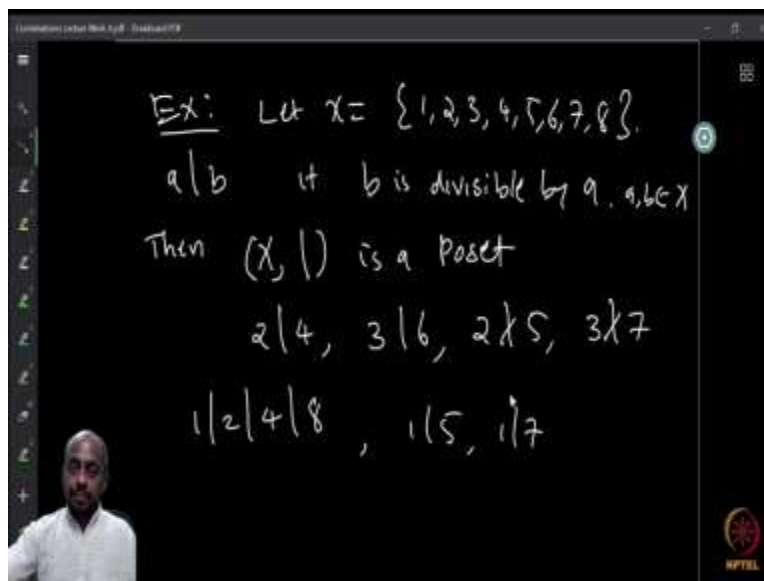 Ex: Let x = {1,2,3,4,5,6,7,8}.
a|b if b is divisible by a. a,b∈X
Then (X, |) is a Poset
2|4, 3|6, 2∤5, 3∤7
1|2|4|8, 1|5, 1|7
NPTEL